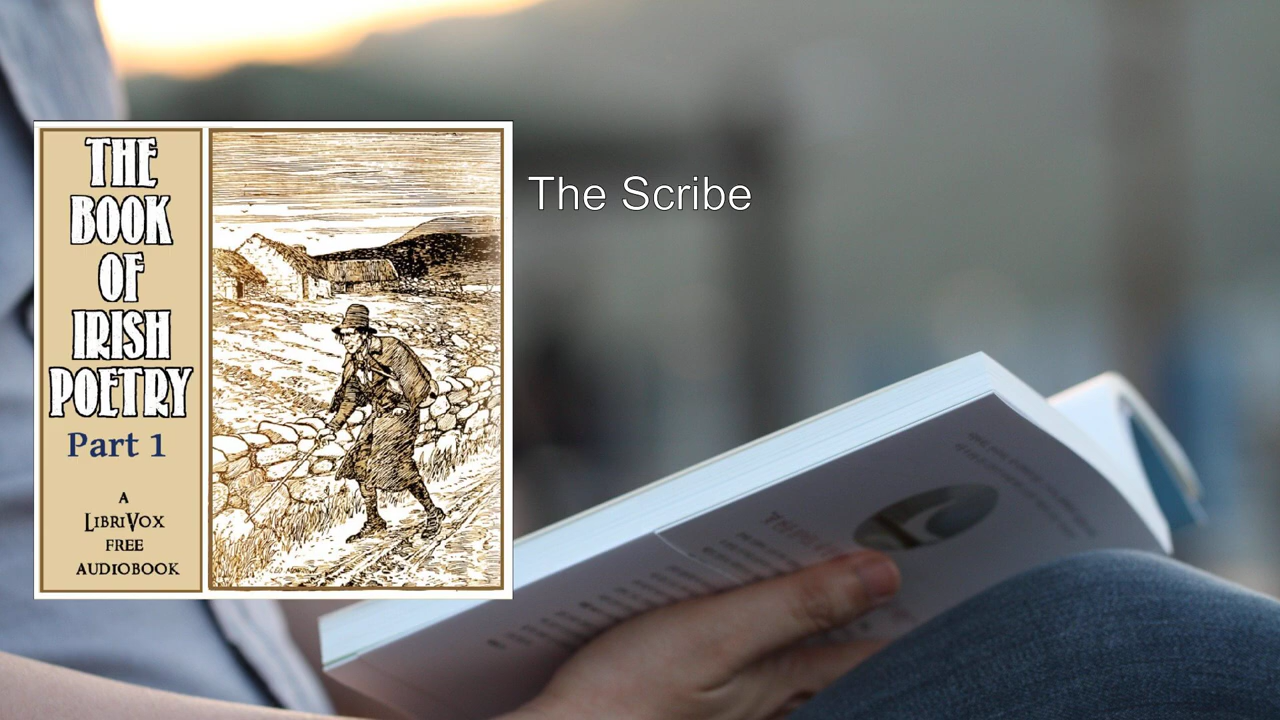 THE
BOOK
OF
IRISH
POETRY
Part 1
A
LIBRIVOX
FREE
AUDIOBOOK
The Scribe